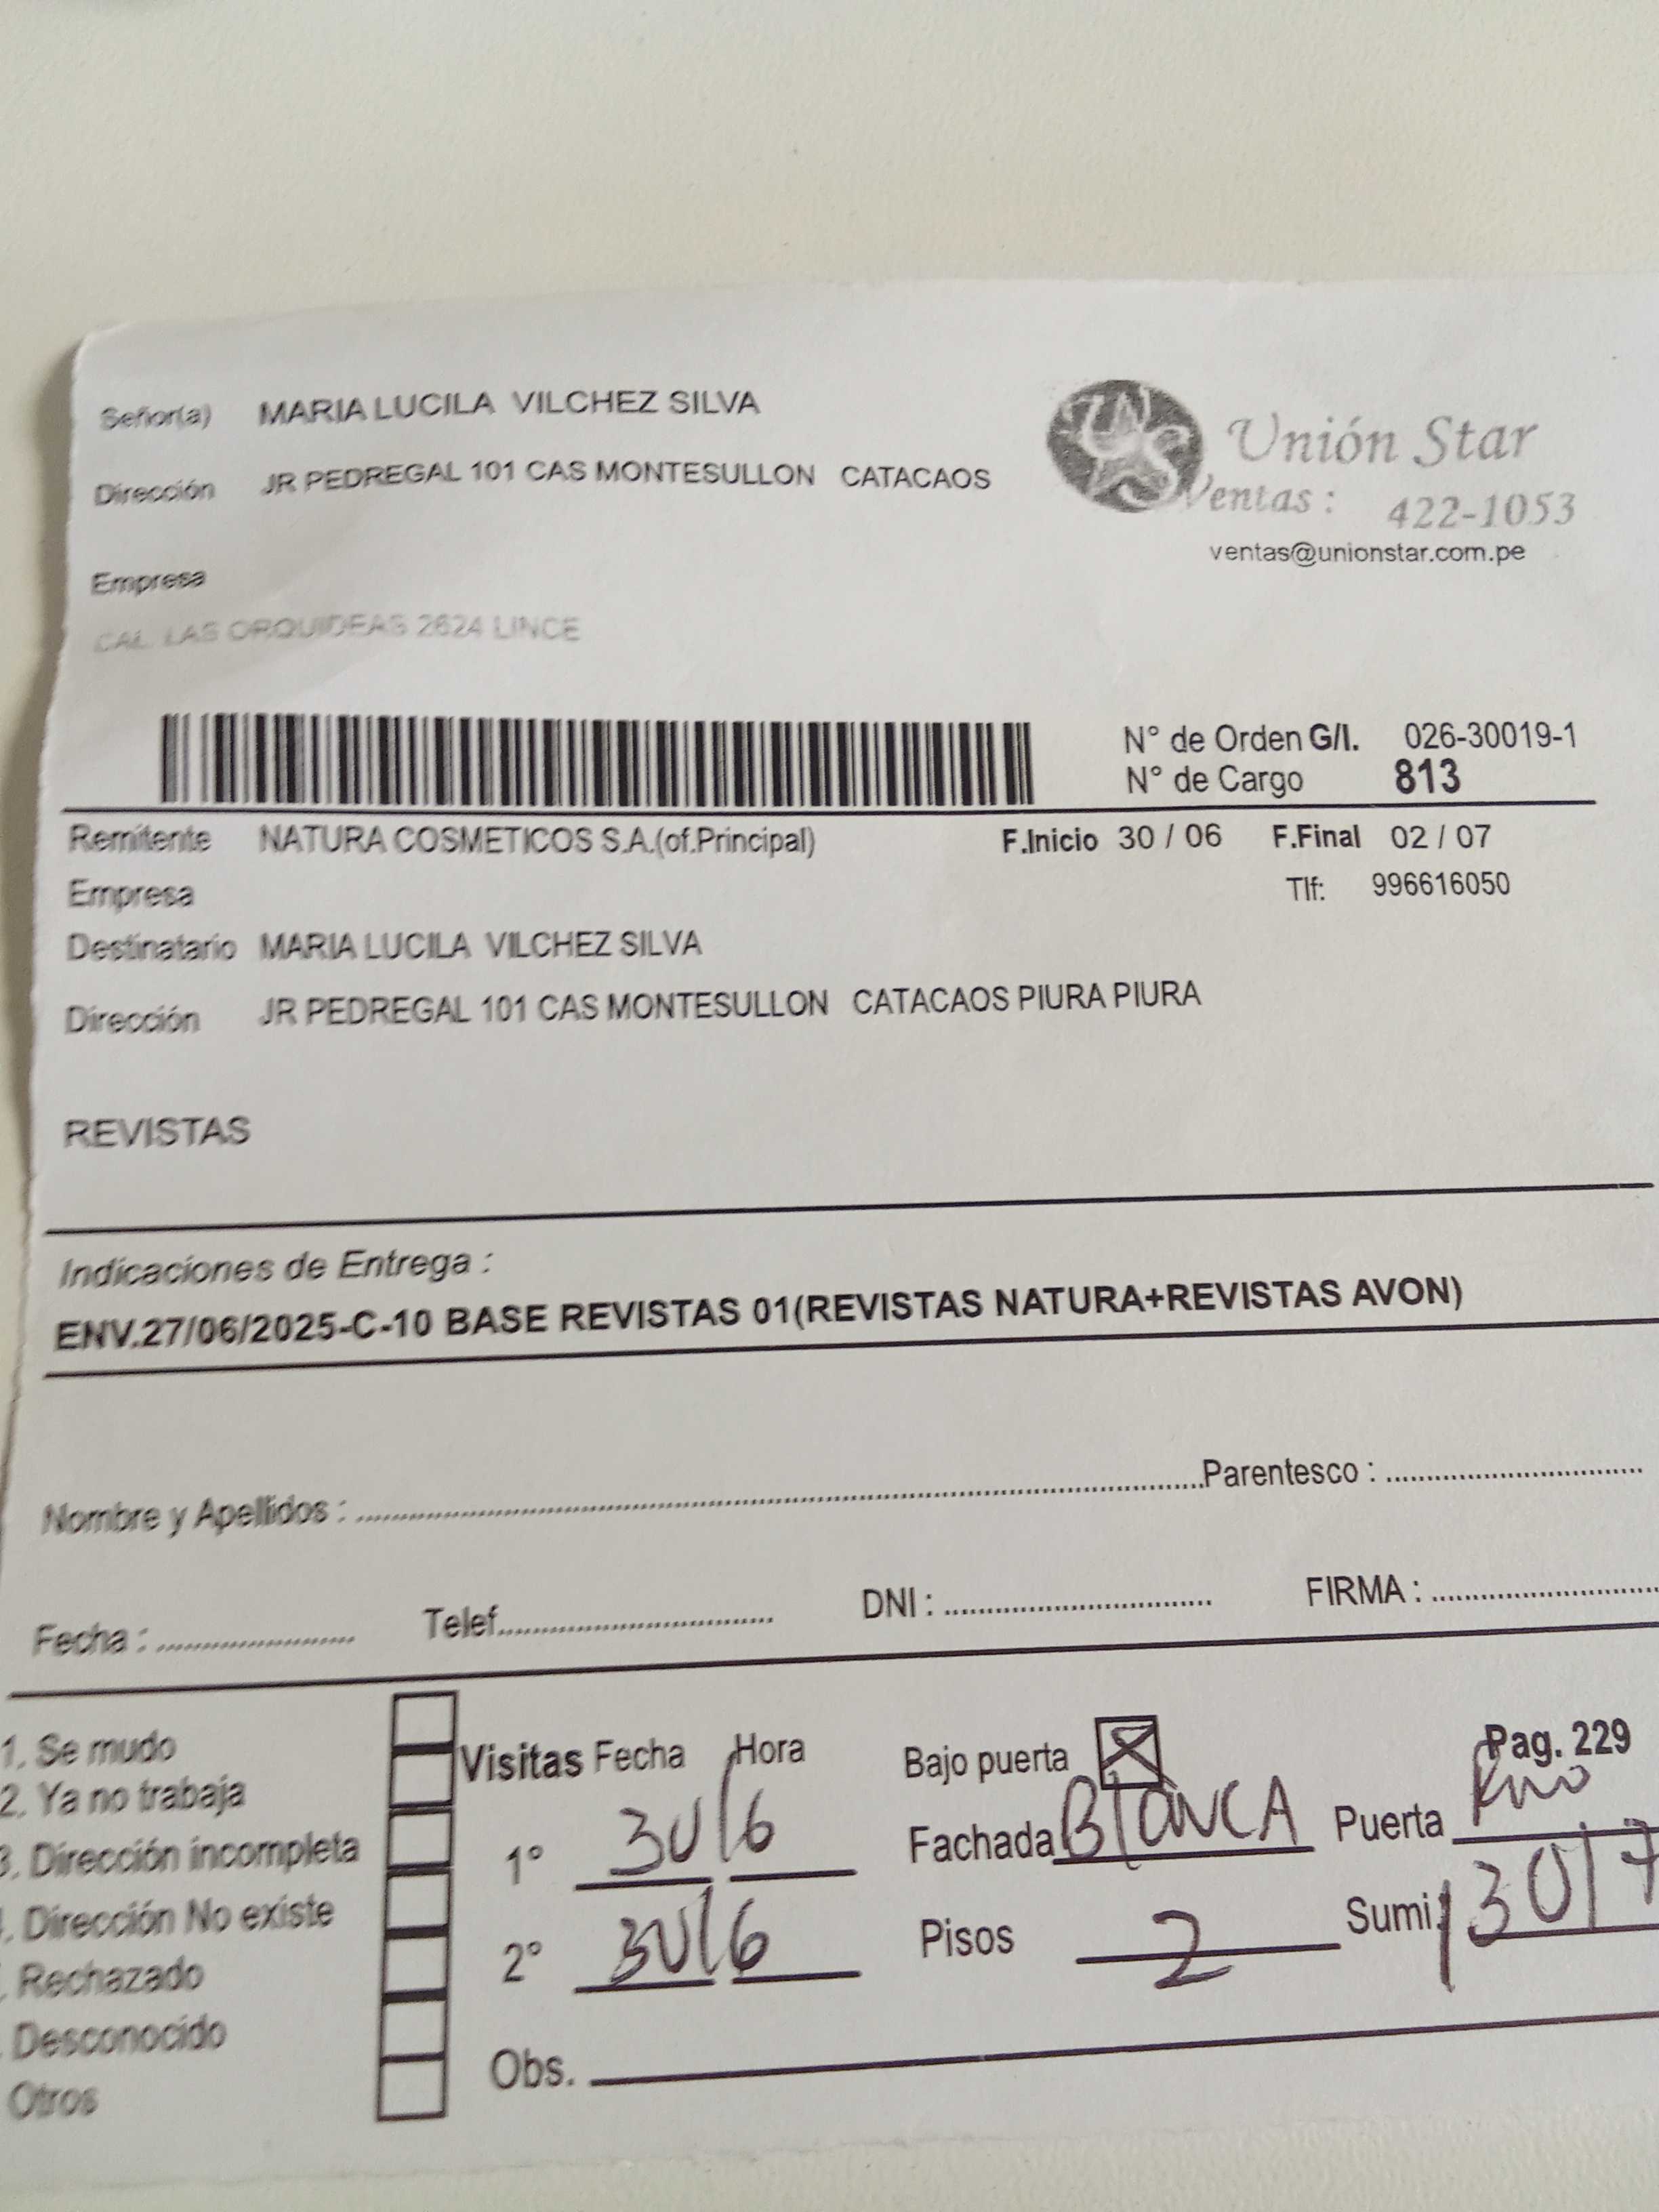 Señor(a) MARIA LUCILA VILCHEZ SILVA
Dirección JR PEDREGAL 101 CAS MONTESULLON CATACAOS
Empresa
CAL. LAS ORQUIDEAS 2624 LINCE
Unión Star
Ventas : 422-1053
ventas@unionstar.com.pe
N° de Orden G/I. 026-30019-1
N° de Cargo 813
Remitente NATURA COSMETICOS S.A.(of.Principal) F.Inicio 30 / 06 F.Final 02 / 07
Empresa Tlf: 996616050
Destinatario MARIA LUCILA VILCHEZ SILVA
Dirección JR PEDREGAL 101 CAS MONTESULLON CATACAOS PIURA PIURA
REVISTAS
Indicaciones de Entrega :
ENV.27/06/2025-C-10 BASE REVISTAS 01(REVISTAS NATURA+REVISTAS AVON)
Nombre y Apellidos : Parentesco :
Fecha : Telef. DNI : FIRMA :
1. Se mudo
2. Ya no trabaja
3. Dirección incompleta
. Dirección No existe
. Rechazado
. Desconocido
Otros
Visitas Fecha Hora
1° 30/6
2° 30/6
Obs.
Bajo puerta X Pag. 229
Fachada BlanCA Puerta
Pisos 2 Sumi. 30/7